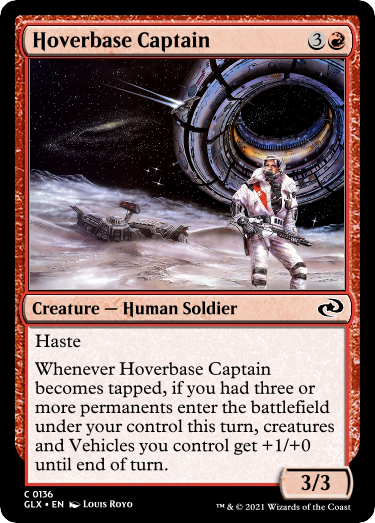 Hoverbase Captain 3
Creature — Human Soldier
Haste
Whenever Hoverbase Captain
becomes tapped, if you had three or
more permanents enter the battlefield
under your control this turn, creatures
and Vehicles you control get +1/+0
until end of turn.
3/3
C 0136
GLX • EN Louis Royo
™ & © 2021 Wizards of the Coast